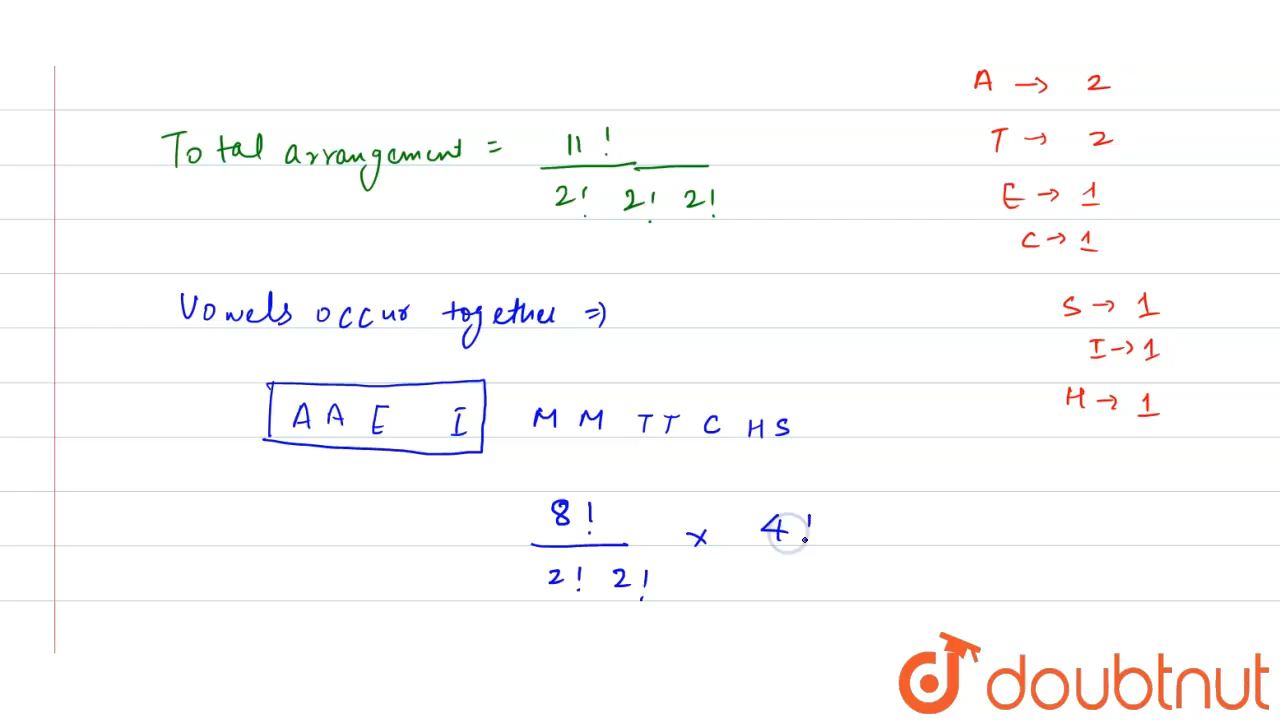 A → 2
Total arrangement = 11!
2! 2! 2!
T → 2
E → 1
C → 1
Vowels occur together ⇒
S → 1
I → 1
H → 1
A A E I M M T T C H S
8!
2! 2! × 4!
doubtnut